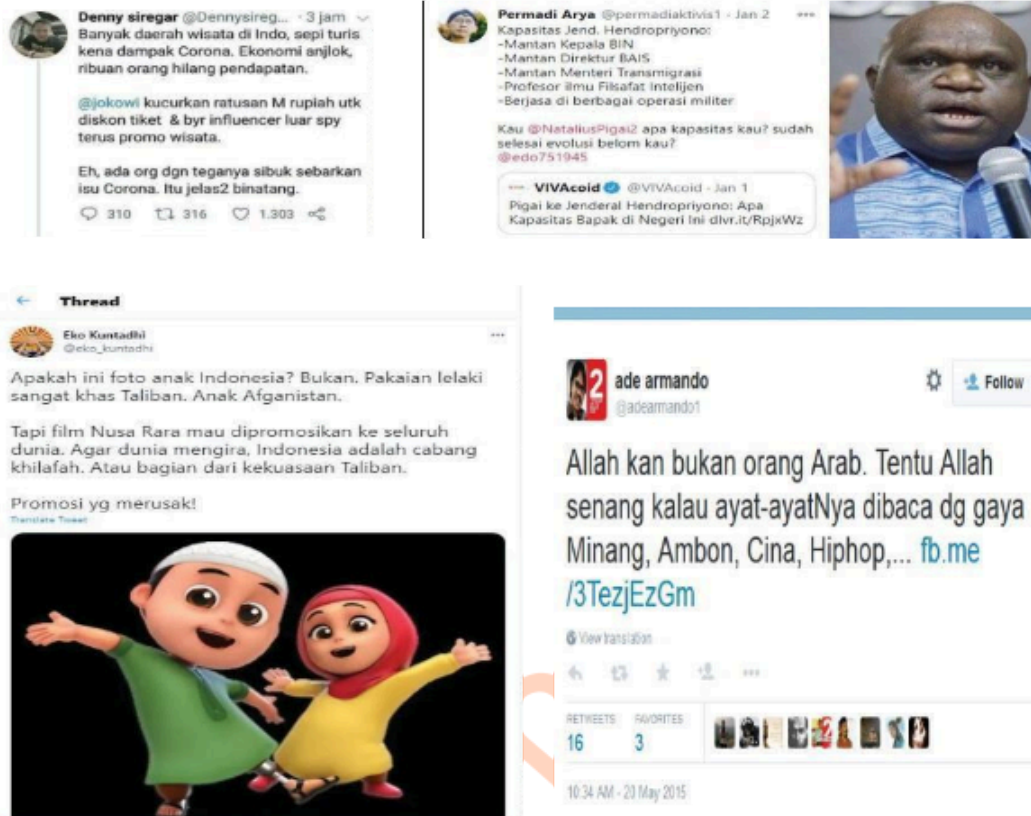 Denny siregar @Dennysireg... · 3 jam
Banyak daerah wisata di Indo, sepi turis
kena dampak Corona. Ekonomi anjlok,
ribuan orang hilang pendapatan.
@jokowi kucurkan ratusan M rupiah utk
diskon tiket & byr influencer luar spy
terus promo wisata.
Eh, ada org dgn teganya sibuk sebarkan
isu Corona. Itu jelas2 binatang.
310 316 1.303
Permadi Arya @permadiaktivis1 · Jan 2
Kapasitas Jend. Hendropriyono:
-Mantan Kepala BIN
-Mantan Direktur BAIS
-Mantan Menteri Transmigrasi
-Profesor ilmu Filsafat Intelijen
-Berjasa di berbagai operasi militer
Kau @NataliusPigai2 apa kapasitas kau? sudah
selesai evolusi belom kau?
@edo751945
VIVAcoid @VIVAcoid · Jan 1
Pigai ke Jenderal Hendropriyono: Apa
Kapasitas Bapak di Negeri Ini dlvr.it/RpjxWz
Thread
Eko Kuntadhi
@eko_kuntadhi
Apakah ini foto anak Indonesia? Bukan. Pakaian lelaki
sangat khas Taliban. Anak Afganistan.
Tapi film Nusa Rara mau dipromosikan ke seluruh
dunia. Agar dunia mengira, Indonesia adalah cabang
khilafah. Atau bagian dari kekuasaan Taliban.
Promosi yg merusak!
Translate Tweet
2
ade armando
@adearmando1
Follow
Allah kan bukan orang Arab. Tentu Allah
senang kalau ayat-ayatNya dibaca dg gaya
Minang, Ambon, Cina, Hiphop,... fb.me
/3TezjEzGm
View translation
RETWEETS FAVORITES
16 3
10:34 AM - 20 May 2015